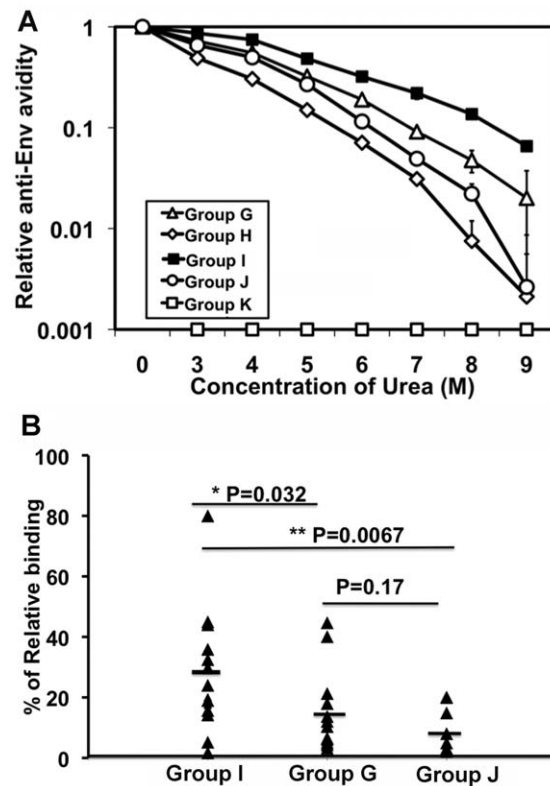 A
Relative anti-Env avidity
1
0.1
0.01
0.001
Group G
Group H
Group I
Group J
Group K
0 3 4 5 6 7 8 9
Concentration of Urea (M)
B
% of Relative binding
100
80
60
40
20
0
* P=0.032
** P=0.0067
P=0.17
Group I Group G Group J